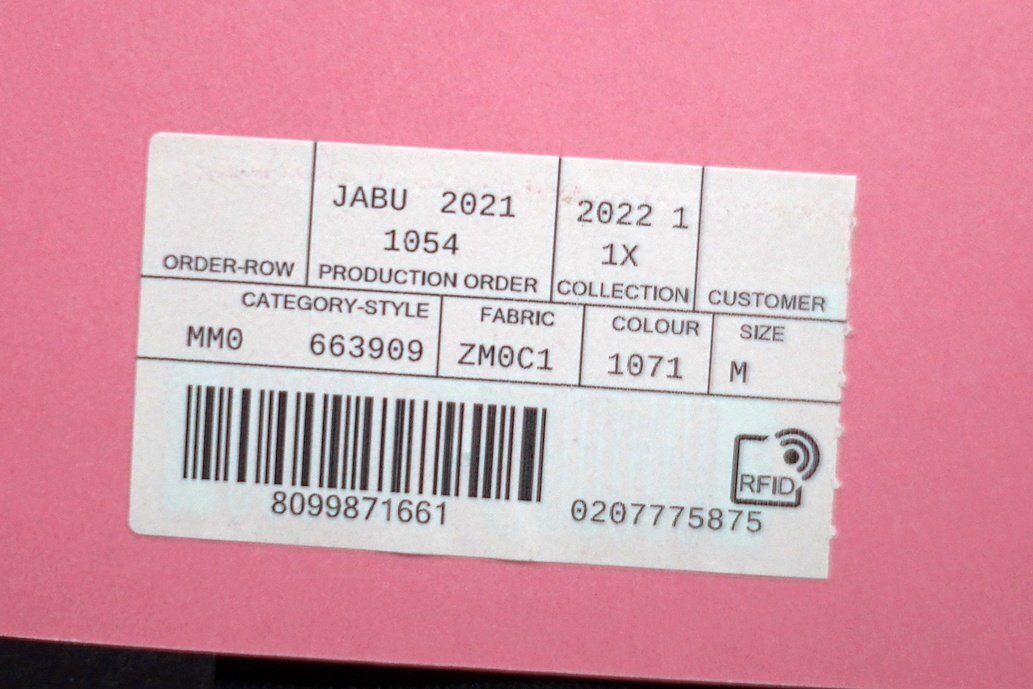 JABU 2021
1054
2022 1
1X
ORDER-ROW
PRODUCTION ORDER
COLLECTION
CUSTOMER
CATEGORY-STYLE
FABRIC
COLOUR
SIZE
MM0 663909
ZM0C1
1071
M
RFID
8099871661
0207775875